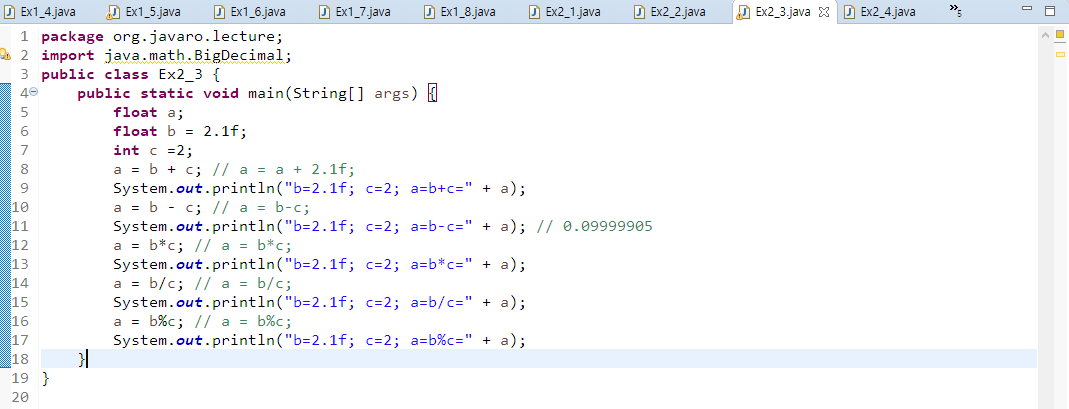 Ex1_4.java Ex1_5.java Ex1_6.java Ex1_7.java Ex1_8.java Ex2_1.java Ex2_2.java Ex2_3.java Ex2_4.java »5
1 package org.javaro.lecture;
2 import java.math.BigDecimal;
3 public class Ex2_3 {
4 public static void main(String[] args) {
5 float a;
6 float b = 2.1f;
7 int c =2;
8 a = b + c; // a = a + 2.1f;
9 System.out.println("b=2.1f; c=2; a=b+c=" + a);
10 a = b - c; // a = b-c;
11 System.out.println("b=2.1f; c=2; a=b-c=" + a); // 0.09999905
12 a = b*c; // a = b*c;
13 System.out.println("b=2.1f; c=2; a=b*c=" + a);
14 a = b/c; // a = b/c;
15 System.out.println("b=2.1f; c=2; a=b/c=" + a);
16 a = b%c; // a = b%c;
17 System.out.println("b=2.1f; c=2; a=b%c=" + a);
18 }
19 }
20